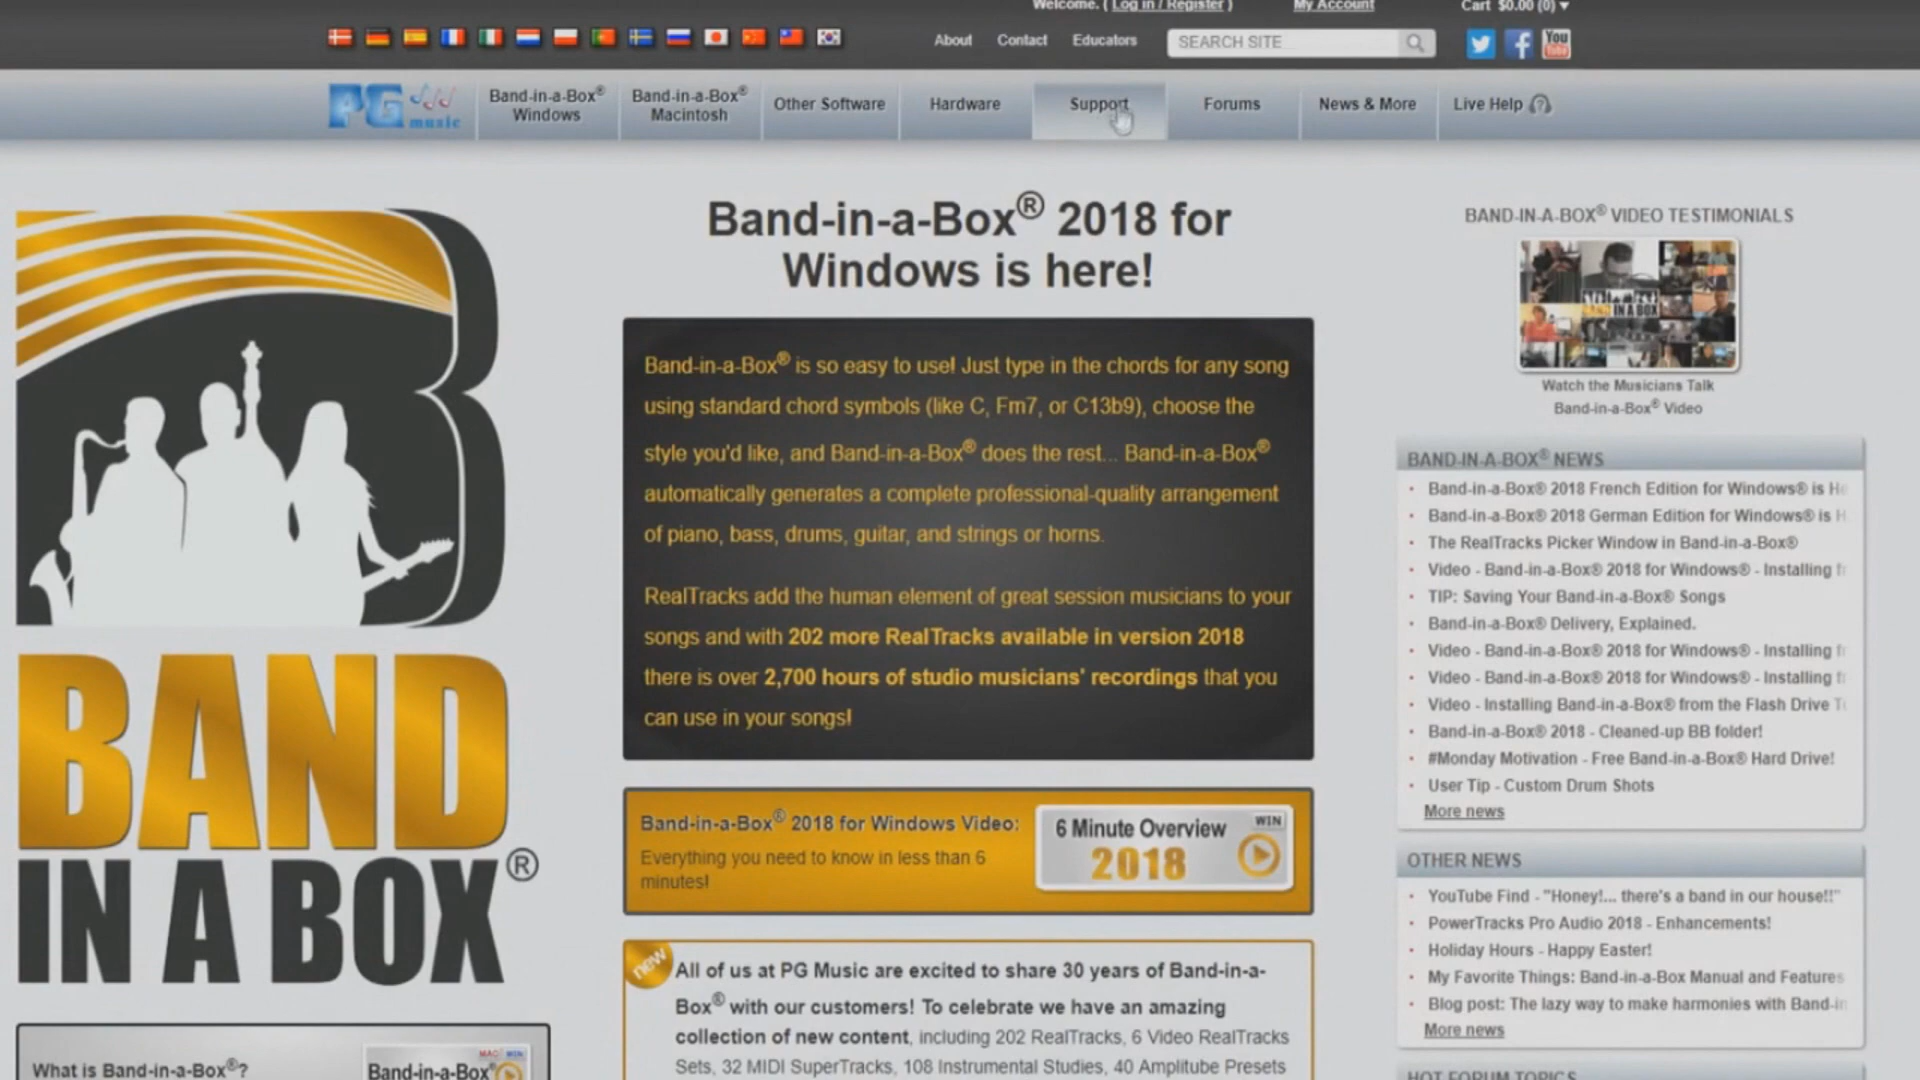 Welcome. ( Log in / Register )
My Account
Cart $0.00 (0) ▾
About
Contact
Educators
SEARCH SITE...
You
Tube
PG music
Band-in-a-Box®
Windows
Band-in-a-Box®
Macintosh
Other Software
Hardware
Support
Forums
News & More
Live Help
Band-in-a-Box® 2018 for
Windows is here!
Band-in-a-Box® is so easy to use! Just type in the chords for any song
using standard chord symbols (like C, Fm7, or C13b9), choose the
style you'd like, and Band-in-a-Box® does the rest... Band-in-a-Box®
automatically generates a complete professional-quality arrangement
of piano, bass, drums, guitar, and strings or horns.
RealTracks add the human element of great session musicians to your
songs and with 202 more RealTracks available in version 2018
there is over 2,700 hours of studio musicians' recordings that you
can use in your songs!
BAND
IN A BOX®
Band-in-a-Box® 2018 for Windows Video:
Everything you need to know in less than 6
minutes!
6 Minute Overview
WIN
2018
new
All of us at PG Music are excited to share 30 years of Band-in-a-
Box® with our customers! To celebrate we have an amazing
collection of new content, including 202 RealTracks, 6 Video RealTracks
Sets, 32 MIDI SuperTracks, 108 Instrumental Studies, 40 Amplitube Presets
What is Band-in-a-Box®?
MAC WIN
Band-in-a-Box®
BAND-IN-A-BOX® VIDEO TESTIMONIALS
BAND IN A BOX
Watch the Musicians Talk
Band-in-a-Box® Video
BAND-IN-A-BOX® NEWS
Band-in-a-Box® 2018 French Edition for Windows® is He
Band-in-a-Box® 2018 German Edition for Windows® is H
The RealTracks Picker Window in Band-in-a-Box®
Video - Band-in-a-Box® 2018 for Windows® - Installing fr
TIP: Saving Your Band-in-a-Box® Songs
Band-in-a-Box® Delivery, Explained.
Video - Band-in-a-Box® 2018 for Windows® - Installing fr
Video - Band-in-a-Box® 2018 for Windows® - Installing fr
Video - Installing Band-in-a-Box® from the Flash Drive Tu
Band-in-a-Box® 2018 - Cleaned-up BB folder!
#Monday Motivation - Free Band-in-a-Box® Hard Drive!
User Tip - Custom Drum Shots
More news
OTHER NEWS
YouTube Find - "Honey!... there's a band in our house!!"
PowerTracks Pro Audio 2018 - Enhancements!
Holiday Hours - Happy Easter!
My Favorite Things: Band-in-a-Box Manual and Features
Blog post: The lazy way to make harmonies with Band-in
More news
HOT FORUM TOPICS